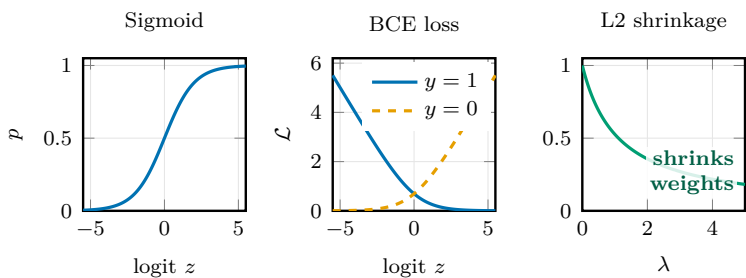 Sigmoid
1
0.5
0
−5
0
5
p
logit z
BCE loss
6
4
2
0
−5
0
5
ℒ
logit z
y = 1
y = 0
L2 shrinkage
1
0.5
0
0
2
4
λ
shrinks
weights